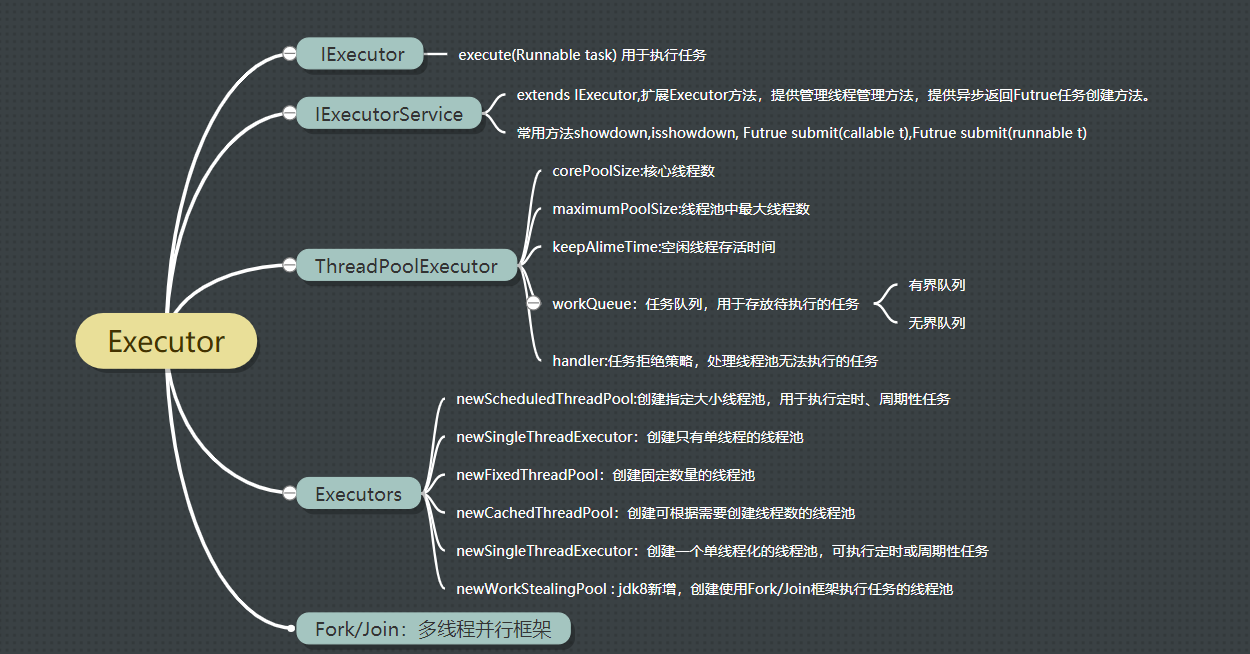 Executor
IExecutor
execute(Runnable task) 用于执行任务
IExecutorService
extends IExecutor,扩展Executor方法，提供管理线程管理方法，提供异步返回Futrue任务创建方法。
常用方法showdown,isshowdown, Futrue submit(callable t),Futrue submit(runnable t)
ThreadPoolExecutor
corePoolSize:核心线程数
maximumPoolSize:线程池中最大线程数
keepAlimeTime:空闲线程存活时间
workQueue：任务队列，用于存放待执行的任务
有界队列
无界队列
handler:任务拒绝策略，处理线程池无法执行的任务
Executors
newScheduledThreadPool:创建指定大小线程池，用于执行定时、周期性任务
newSingleThreadExecutor：创建只有单线程的线程池
newFixedThreadPool：创建固定数量的线程池
newCachedThreadPool：创建可根据需要创建线程数的线程池
newSingleThreadExecutor：创建一个单线程化的线程池，可执行定时或周期性任务
newWorkStealingPool : jdk8新增，创建使用Fork/Join框架执行任务的线程池
Fork/Join：多线程并行框架